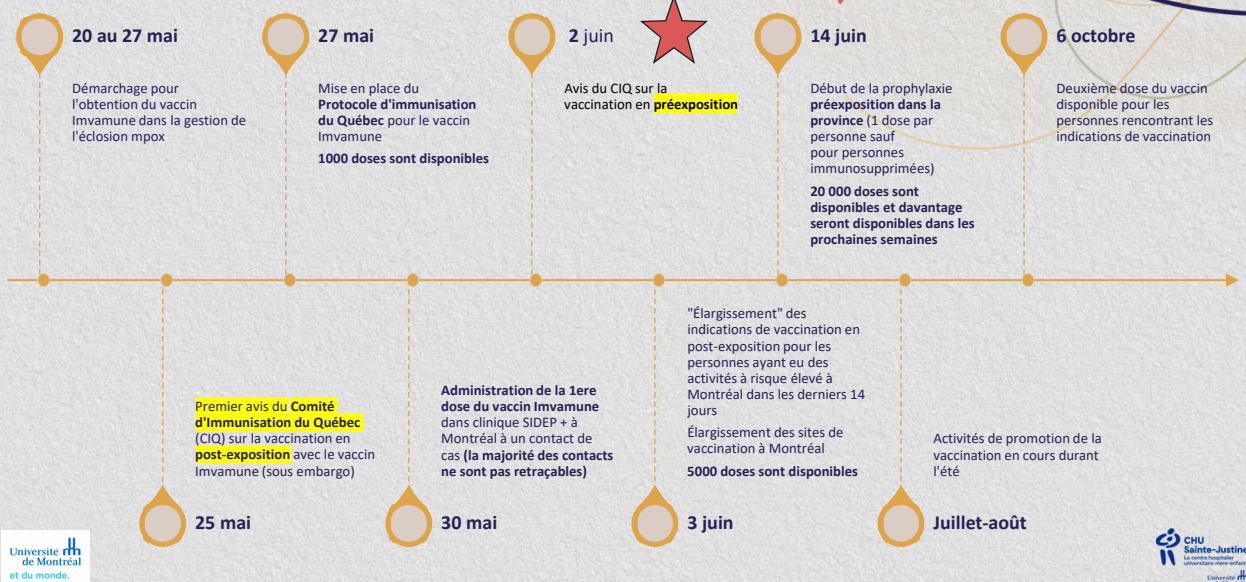 20 au 27 mai
Démarchage pour
l'obtention du vaccin
Imvamune dans la gestion de
l'éclosion mpox
27 mai
Mise en place du
Protocole d'immunisation
du Québec pour le vaccin
Imvamune
1000 doses sont disponibles
2 juin
Avis du CIQ sur la
vaccination en préexposition
14 juin
Début de la prophylaxie
préexposition dans la
province (1 dose par
personne sauf
pour personnes
immunosupprimées)
20 000 doses sont
disponibles et davantage
seront disponibles dans les
prochaines semaines
6 octobre
Deuxième dose du vaccin
disponible pour les
personnes rencontrant les
indications de vaccination
Premier avis du Comité
d'Immunisation du Québec
(CIQ) sur la vaccination en
post-exposition avec le vaccin
Imvamune (sous embargo)
25 mai
Administration de la 1ere
dose du vaccin Imvamune
dans clinique SIDEP + à
Montréal à un contact de
cas (la majorité des contacts
ne sont pas retraçables)
30 mai
"Élargissement" des
indications de vaccination en
post-exposition pour les
personnes ayant eu des
activités à risque élevé à
Montréal dans les derniers 14
jours
Élargissement des sites de
vaccination à Montréal
5000 doses sont disponibles
3 juin
Activités de promotion de la
vaccination en cours durant
l'été
Juillet-août
Université
de Montréal
et du monde.
CHU
Sainte-Justine
Le centre hospitalier
universitaire mère-enfant
Université